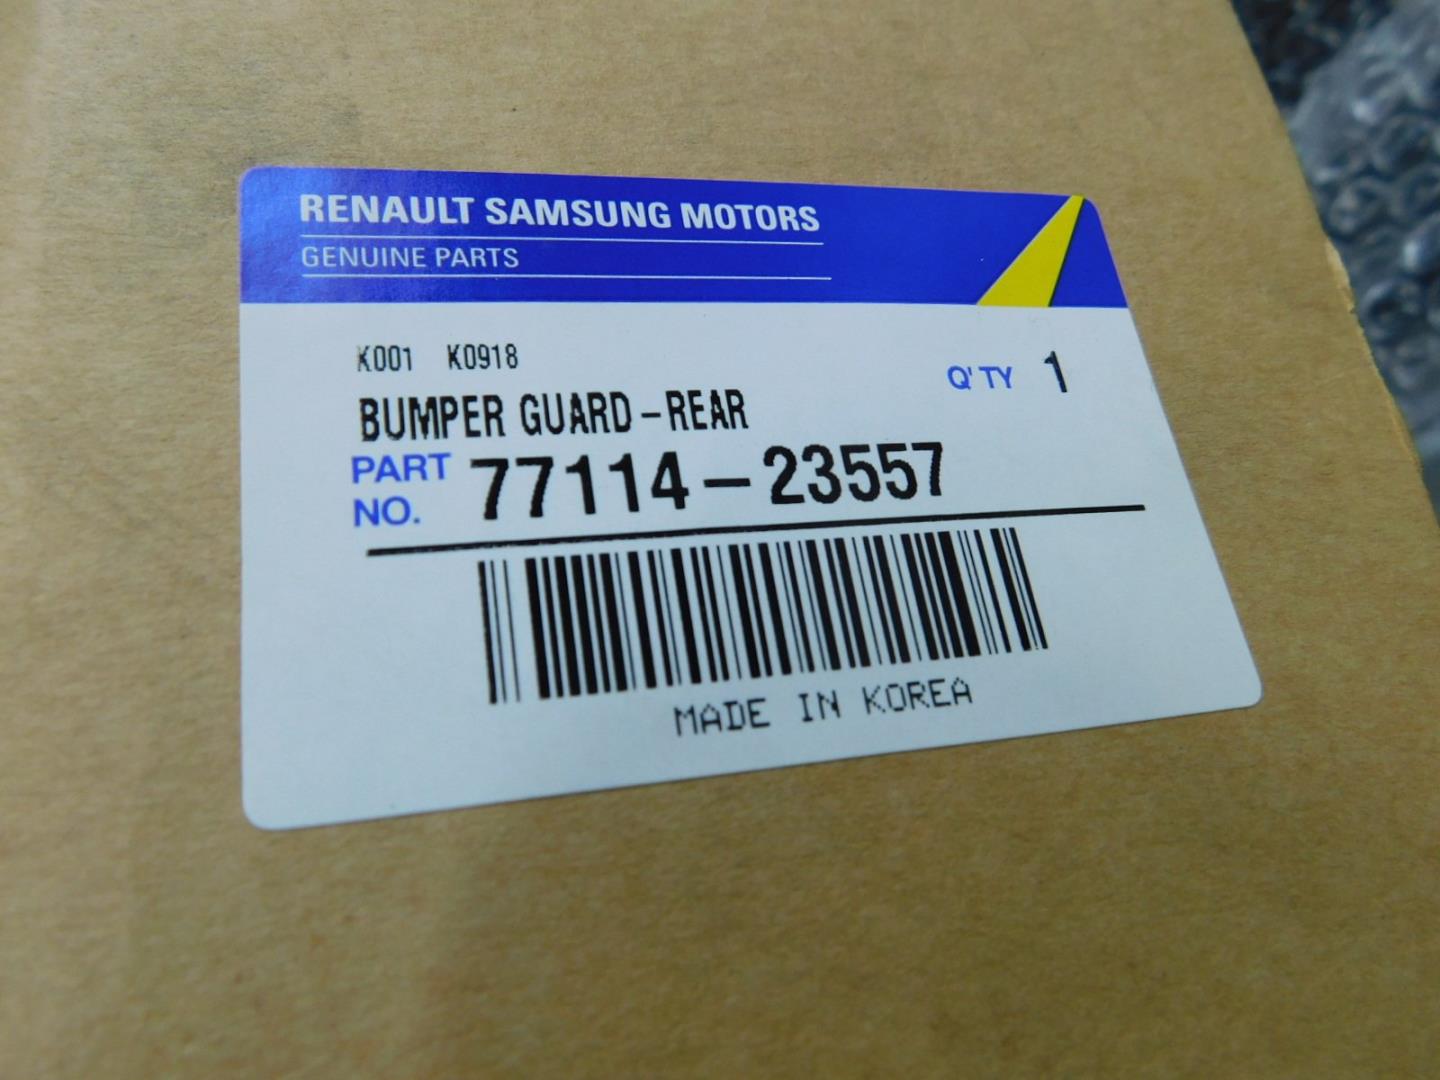 RENAULT SAMSUNG MOTORS
GENUINE PARTS
K001 K0918
Q'TY 1
BUMPER GUARD-REAR
PART NO. 77114-23557
MADE IN KOREA